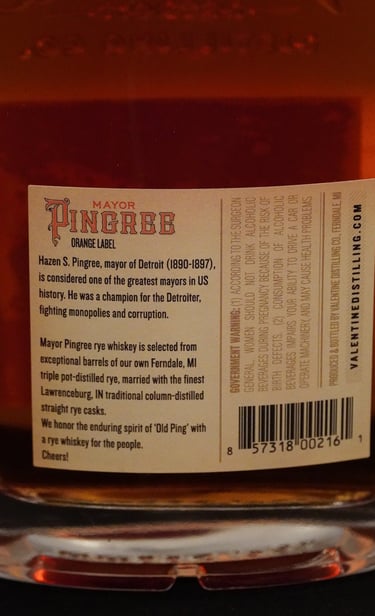 MAYOR
PINGREE
ORANGE LABEL
Hazen S. Pingree, mayor of Detroit (1890-1897),
is considered one of the greatest mayors in US
history. He was a champion for the Detroiter,
fighting monopolies and corruption.
Mayor Pingree rye whiskey is selected from
exceptional barrels of our own Ferndale, MI
triple pot-distilled rye, married with the finest
Lawrenceburg, IN traditional column-distilled
straight rye casks.
We honor the enduring spirit of 'Old Ping' with
a rye whiskey for the people.
Cheers!
GOVERNMENT WARNING: (1) ACCORDING TO THE SURGEON
GENERAL WOMEN SHOULD NOT DRINK ALCOHOLIC
BEVERAGES DURING PREGNANCY BECAUSE OF THE RISK OF
BIRTH DEFECTS. (2) CONSUMPTION OF ALCOHOLIC
BEVERAGES IMPAIRS YOUR ABILITY TO DRIVE A CAR OR
OPERATE MACHINERY, AND MAY CAUSE HEALTH PROBLEMS.
PRODUCED & BOTTLED BY VALENTINE DISTILLING CO., FERNDALE, MI
VALENTINEDISTILLING.COM
8 57318 00216 1